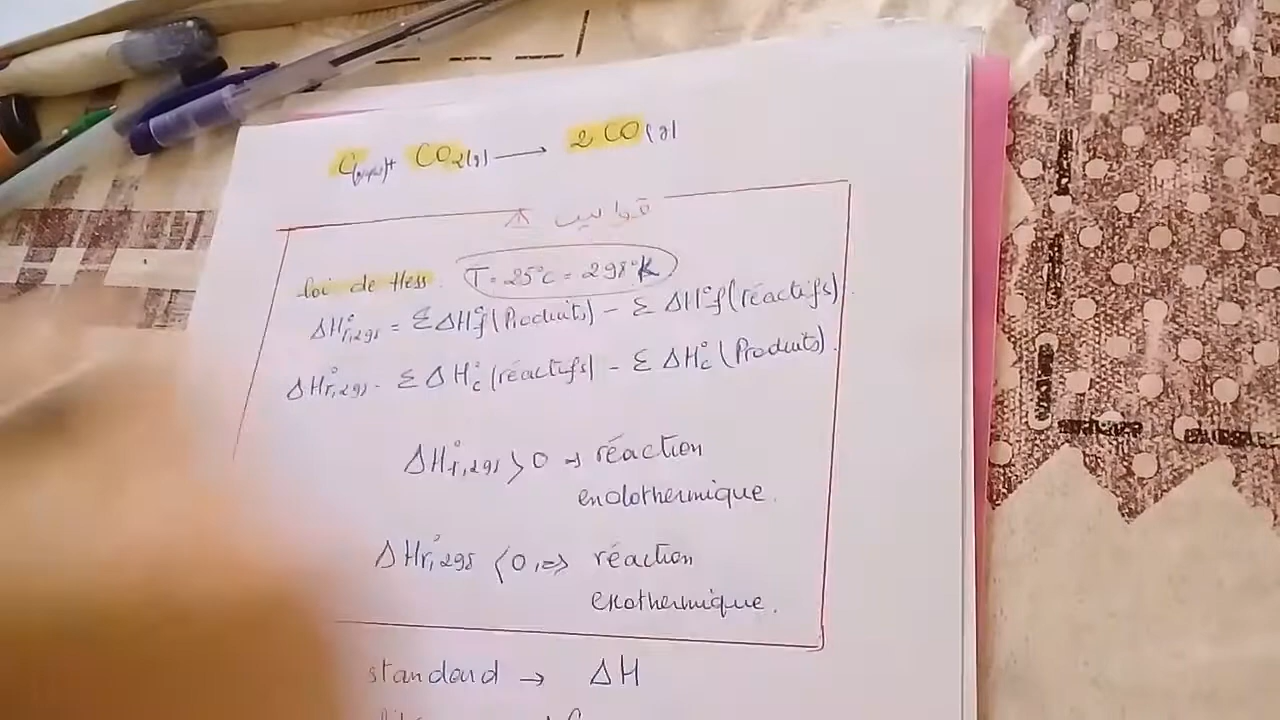 C(graph)+ CO2(g) ⟶ 2 CO(g)
قوانين
loi de Hess. T = 25°C = 298°K
ΔH°r,298 = ΣΔH°f(Produits) - ΣΔH°f(réactifs).
ΔH°r,298 = ΣΔH°c(réactifs) - ΣΔH°c(Produits).
ΔH°r,298 > 0 → réaction
endothermique.
ΔH°r,298 < 0, => réaction
exothermique.
standard → ΔH